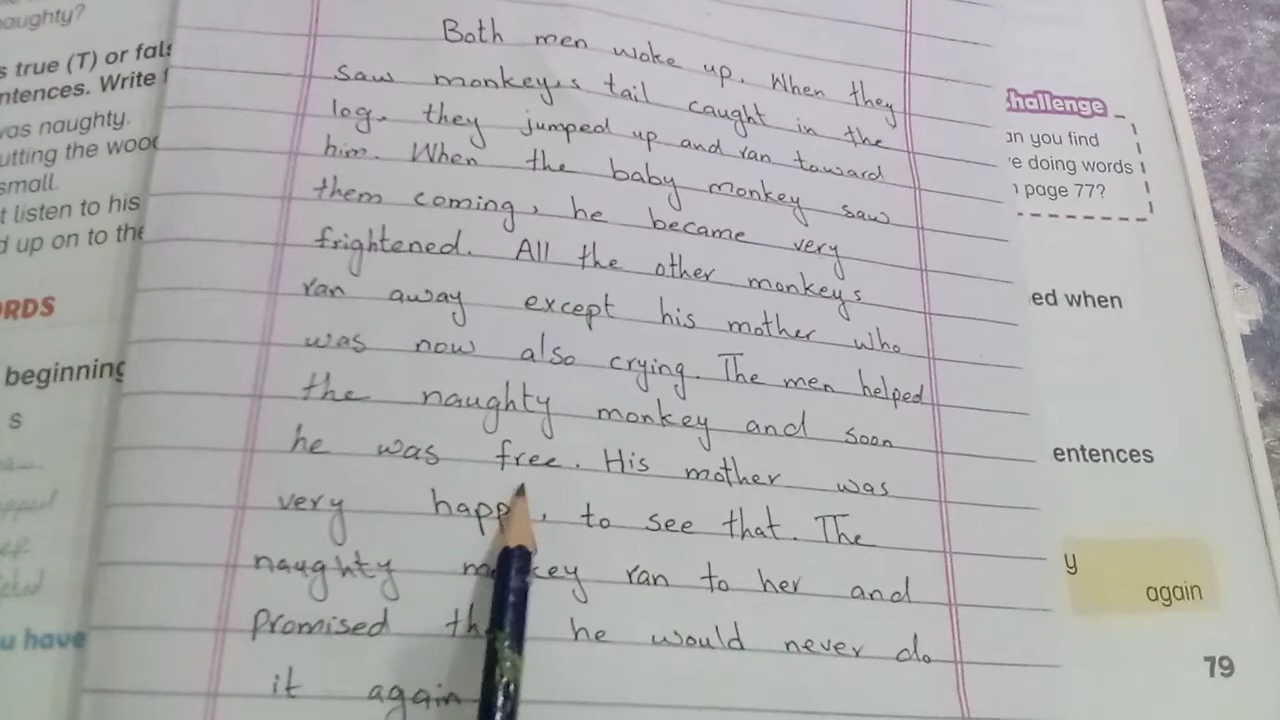 naughty?
s true (T) or fals
ntences. Write
was naughty.
utting the wood
small.
t listen to his
d up on to the
RDS
beginning
s
u have
Both men woke up. When they
saw monkey's tail caught in the
log, they jumped up and ran toward
him. When the baby monkey saw
them coming, he became very
frightened. All the other monkeys
ran away except his mother who
was now also crying. The men helped
the naughty monkey and soon
he was free. His mother was
very happ, to see that. The
naughty m key ran to her and
promised th he would never do
it again
hallenge
an you find
e doing words
page 77?
ed when
entences
y
again
79